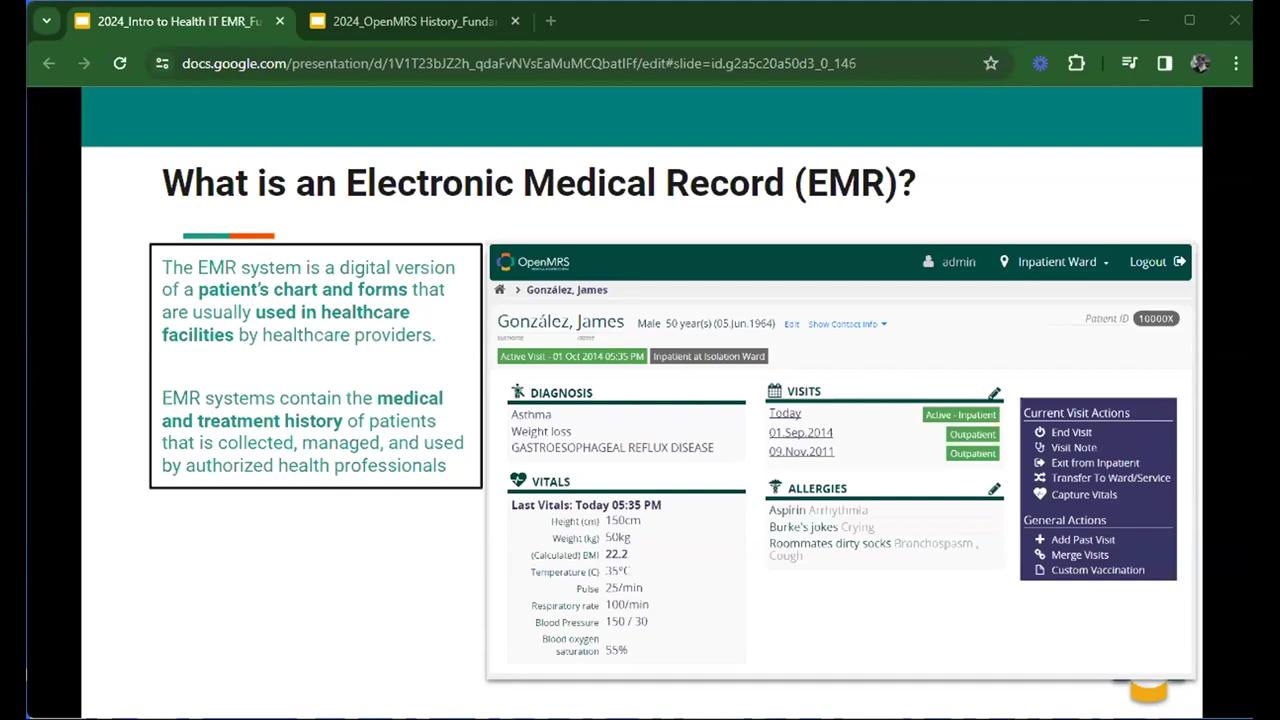 2024_Intro to Health IT EMR_Fu
2024_OpenMRS History_Funda
docs.google.com/presentation/d/1V1T23bJZ2h_qdaFvNVsEaMuMCQbatIFf/edit#slide=id.g2a5c20a50d3_0_146
What is an Electronic Medical Record (EMR)?
The EMR system is a digital version
of a patient's chart and forms that
are usually used in healthcare
facilities by healthcare providers.
EMR systems contain the medical
and treatment history of patients
that is collected, managed, and used
by authorized health professionals
OpenMRS
admin
Inpatient Ward
Logout
González, James
González, James Male 50 year(s) (05.Jun.1964) Edit Show Contact Info
Patient ID 10000X
Active Visit - 01 Oct 2014 05:35 PM Inpatient at Isolation Ward
DIAGNOSIS
Asthma
Weight loss
GASTROESOPHAGEAL REFLUX DISEASE
VITALS
Last Vitals: Today 05:35 PM
Height (cm) 150cm
Weight (kg) 50kg
(Calculated) BMI 22.2
Temperature (C) 35°C
Pulse 25/min
Respiratory rate 100/min
Blood Pressure 150 / 30
Blood oxygen
saturation 55%
VISITS
Today Active - Inpatient
01.Sep.2014 Outpatient
09.Nov.2011 Outpatient
ALLERGIES
Aspirin Arrhythmia
Burke's jokes Crying
Roommates dirty socks Bronchospasm ,
Cough
Current Visit Actions
End Visit
Visit Note
Exit from Inpatient
Transfer To Ward/Service
Capture Vitals
General Actions
Add Past Visit
Merge Visits
Custom Vaccination